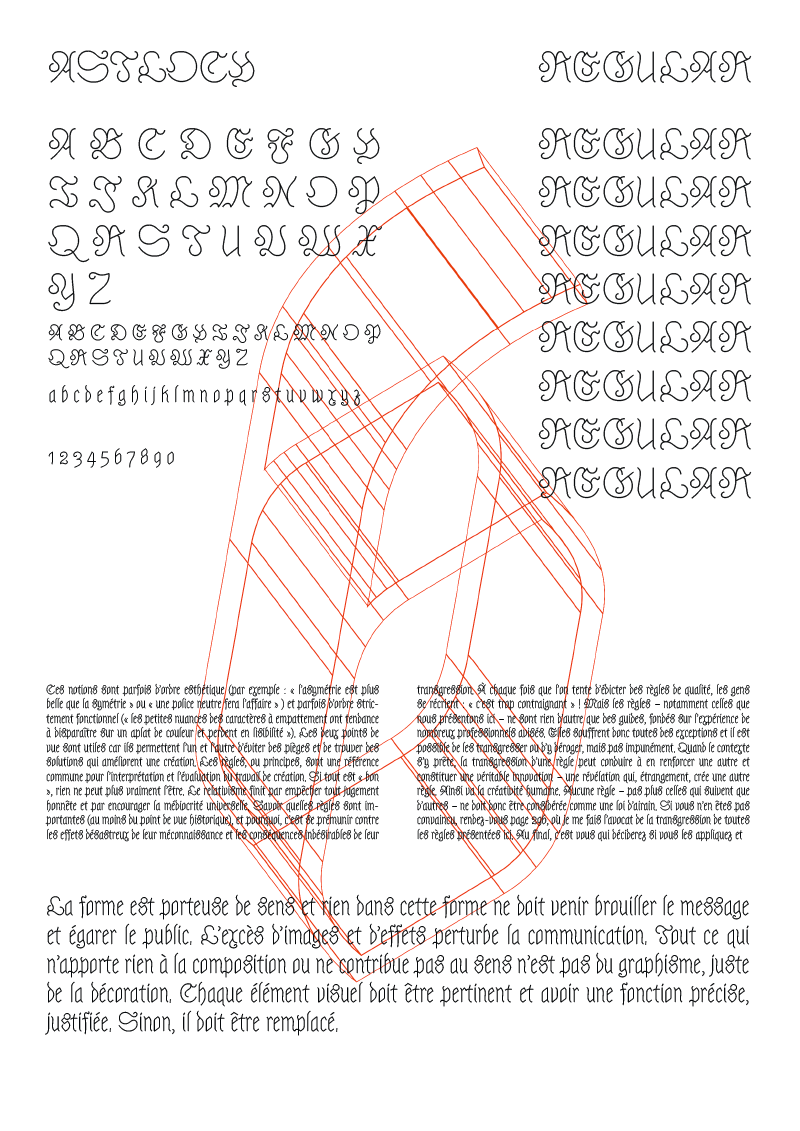 ASTLOCH
REGULAR
A B C D E F G H
I J K L M N O P
Q R S T U V W X
Y Z
A B C D E F G H I J K L M N O P
Q R S T U V W X Y Z
a b c d e f g h i j k l m n o p q r s t u v w x y z
1 2 3 4 5 6 7 8 9 0
REGULAR
REGULAR
REGULAR
REGULAR
REGULAR
REGULAR
REGULAR
REGULAR
Ces notions sont parfois d'ordre esthétique (par exemple : « l'asymétrie est plus
belle que la symétrie » ou « une police neutre fera l'affaire » ) et parfois d'ordre stric-
tement fonctionnel (« les petites nuances des caractères à empattement ont tendance
à disparaître sur un aplat de couleur et perdent en lisibilité »). Les deux points de
vue sont utiles car ils permettent l'un et l'autre d'éviter des pièges et de trouver des
solutions qui améliorent une création. Les règles, ou principes, sont une référence
commune pour l'interprétation et l'évaluation du travail de création. Si tout est « bon
», rien ne peut plus vraiment l'être. Le relativisme finit par empêcher tout jugement
honnête et par encourager la médiocrité universelle. Savoir quelles règles sont im-
portantes (au moins du point de vue historique), et pourquoi, c'est se prémunir contre
les effets désastreux de leur méconnaissance et les conséquences indésirables de leur
transgression. À chaque fois que l'on tente d'édicter des règles de qualité, les gens
se récrient : « c'est trop contraignant » ! Mais les règles – notamment celles que
nous présentons ici – ne sont rien d'autre que des guides, fondés sur l'expérience de
nombreux professionnels avisés. Elles souffrent donc toutes des exceptions et il est
possible de les transgresser ou d'y déroger, mais pas impunément. Quand le contexte
s'y prête, la transgression d'une règle peut conduire à en renforcer une autre et
constituer une véritable innovation – une révélation qui, étrangement, crée une autre
règle. Ainsi va la créativité humaine. Aucune règle – pas plus celles qui suivent que
d'autres – ne doit donc être considérée comme une loi d'airain. Si vous n'en êtes pas
convaincu, rendez-vous page 246, où je me fais l'avocat de la transgression de toutes
les règles présentées ici. Au final, c'est vous qui déciderez si vous les appliquez et
La forme est porteuse de sens et rien dans cette forme ne doit venir brouiller le message
et égarer le public. L'excès d'images et d'effets perturbe la communication. Tout ce qui
n'apporte rien à la composition ou ne contribue pas au sens n'est pas du graphisme, juste
de la décoration. Chaque élément visuel doit être pertinent et avoir une fonction précise,
justifiée. Sinon, il doit être remplacé.